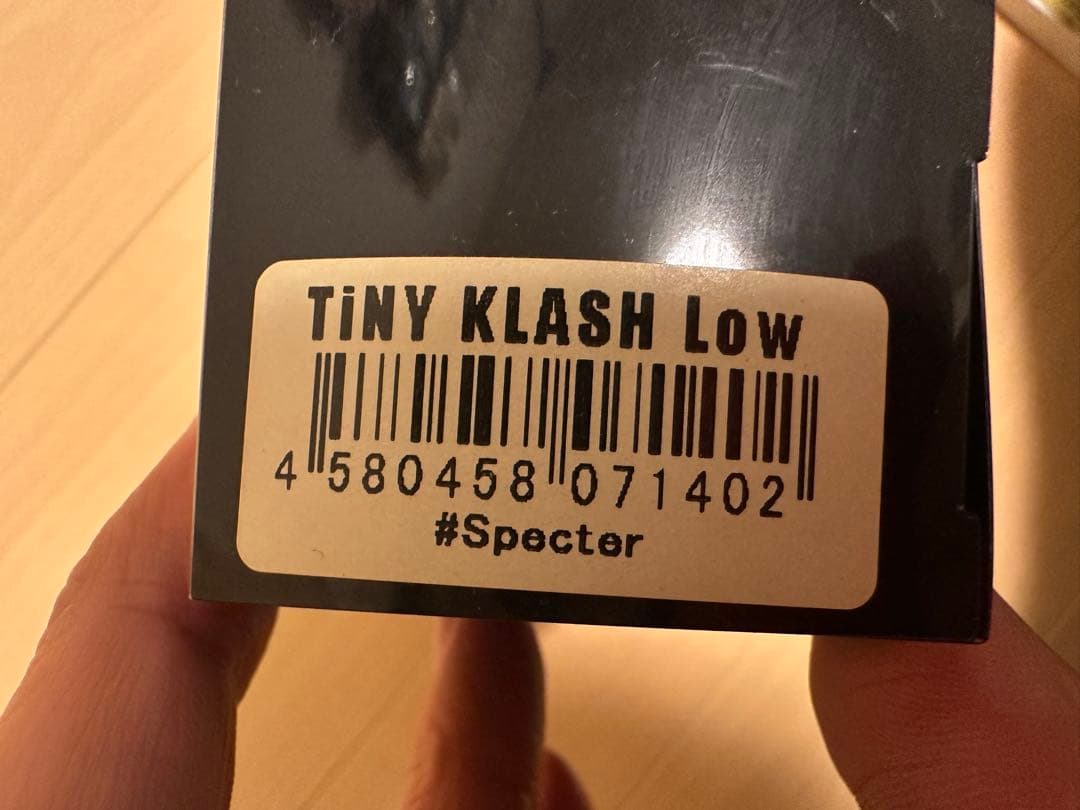 TiNY KLASH Low
4 580458 071402
#Specter